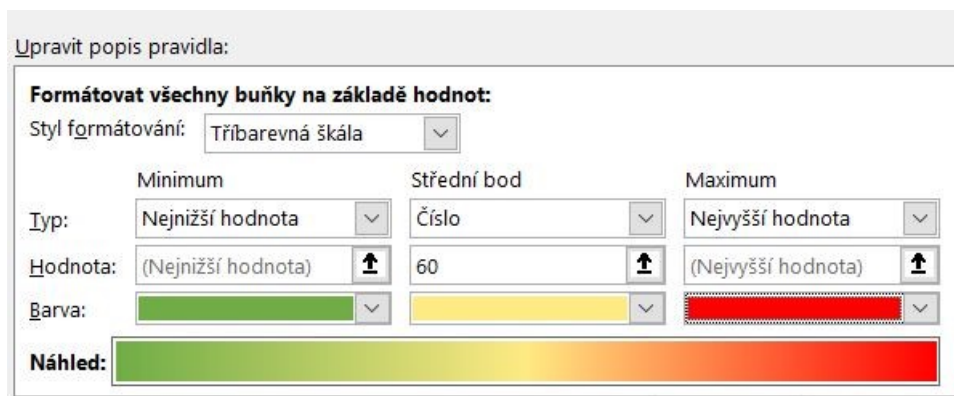 Upravit popis pravidla:
Formátovat všechny buňky na základě hodnot:
Styl formátování: Tříbarevná škála
Minimum Střední bod Maximum
Typ: Nejnižší hodnota Číslo Nejvyšší hodnota
Hodnota: (Nejnižší hodnota) 60 (Nejvyšší hodnota)
Barva:
Náhled: